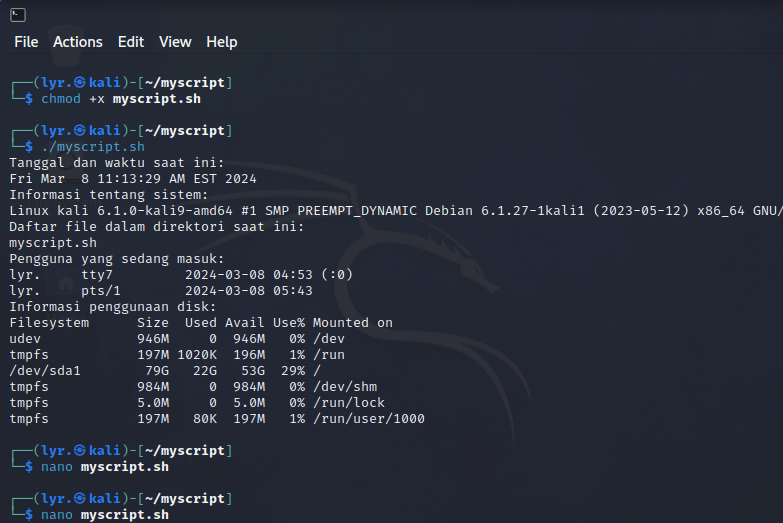 File Actions Edit View Help
┌──(lyr.㉿kali)-[~/myscript]
└─$ chmod +x myscript.sh
┌──(lyr.㉿kali)-[~/myscript]
└─$ ./myscript.sh
Tanggal dan waktu saat ini:
Fri Mar  8 11:13:29 AM EST 2024
Informasi tentang sistem:
Linux kali 6.1.0-kali9-amd64 #1 SMP PREEMPT_DYNAMIC Debian 6.1.27-1kali1 (2023-05-12) x86_64 GNU/
Daftar file dalam direktori saat ini:
myscript.sh
Pengguna yang sedang masuk:
lyr.     tty7         2024-03-08 04:53 (:0)
lyr.     pts/1        2024-03-08 05:43
Informasi penggunaan disk:
Filesystem      Size  Used Avail Use% Mounted on
udev            946M     0  946M   0% /dev
tmpfs           197M 1020K  196M   1% /run
/dev/sda1        79G   22G   53G  29% /
tmpfs           984M     0  984M   0% /dev/shm
tmpfs           5.0M     0  5.0M   0% /run/lock
tmpfs           197M   80K  197M   1% /run/user/1000
┌──(lyr.㉿kali)-[~/myscript]
└─$ nano myscript.sh
┌──(lyr.㉿kali)-[~/myscript]
└─$ nano myscript.sh